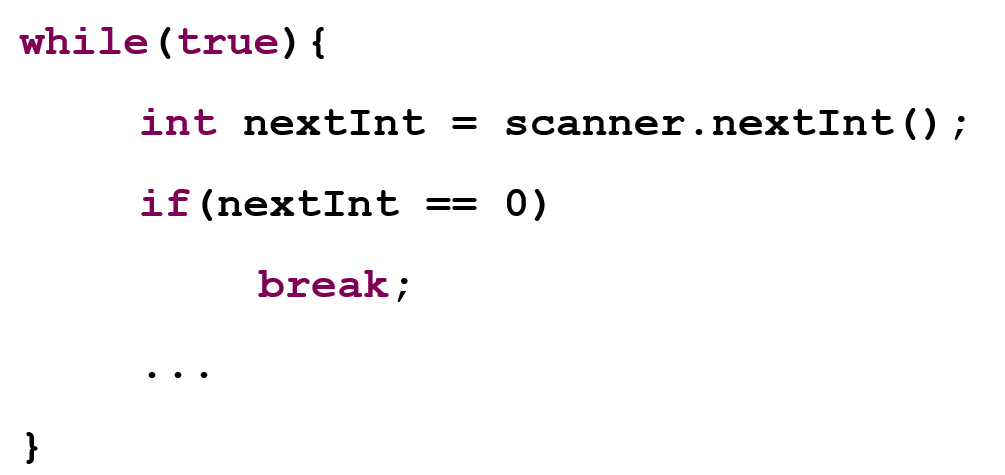 while(true){
int nextInt = scanner.nextInt();
if(nextInt == 0)
break;
...
}